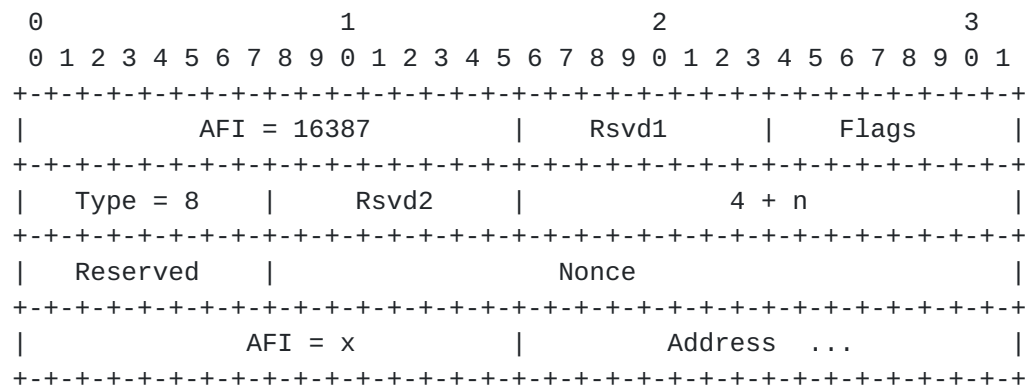 0 1 2 3
0 1 2 3 4 5 6 7 8 9 0 1 2 3 4 5 6 7 8 9 0 1 2 3 4 5 6 7 8 9 0 1
+-+-+-+-+-+-+-+-+-+-+-+-+-+-+-+-+-+-+-+-+-+-+-+-+-+-+-+-+-+-+-+-+
| AFI = 16387 | Rsvd1 | Flags |
+-+-+-+-+-+-+-+-+-+-+-+-+-+-+-+-+-+-+-+-+-+-+-+-+-+-+-+-+-+-+-+-+
| Type = 8 | Rsvd2 | 4 + n |
+-+-+-+-+-+-+-+-+-+-+-+-+-+-+-+-+-+-+-+-+-+-+-+-+-+-+-+-+-+-+-+-+
| Reserved | Nonce |
+-+-+-+-+-+-+-+-+-+-+-+-+-+-+-+-+-+-+-+-+-+-+-+-+-+-+-+-+-+-+-+-+
| AFI = x | Address ... |
+-+-+-+-+-+-+-+-+-+-+-+-+-+-+-+-+-+-+-+-+-+-+-+-+-+-+-+-+-+-+-+-+